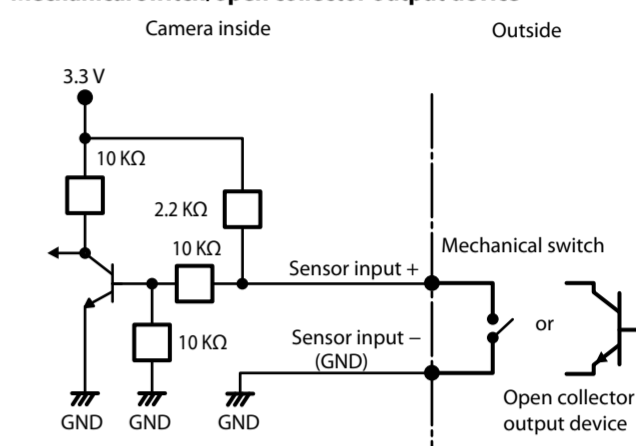 Mechanical switch/open collector output device
Camera inside
Outside
3.3 V
10 KΩ
2.2 KΩ
10 KΩ
Sensor input +
Mechanical switch
10 KΩ
Sensor input –
(GND)
or
GND
GND
GND
Open collector
output device